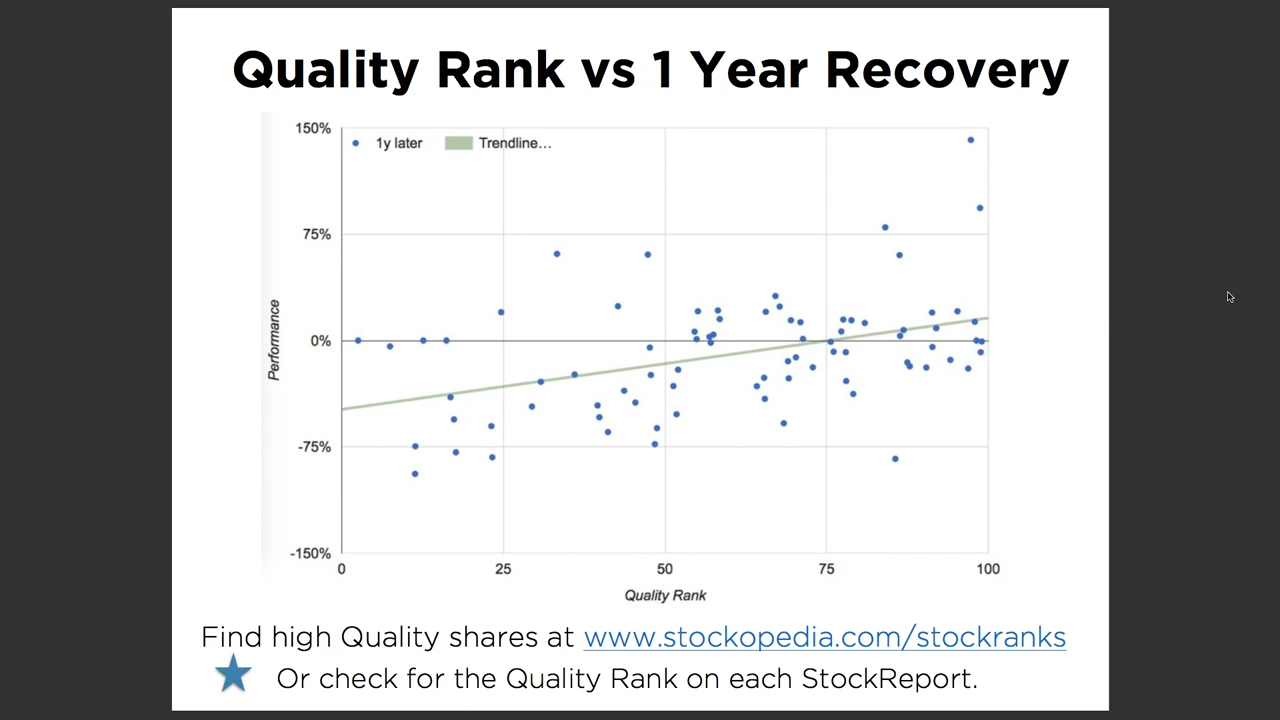 Quality Rank vs 1 Year Recovery
1y later
Trendline...
150%
75%
0%
-75%
-150%
Performance
0
25
50
75
100
Quality Rank
Find high Quality shares at www.stockopedia.com/stockranks
Or check for the Quality Rank on each StockReport.